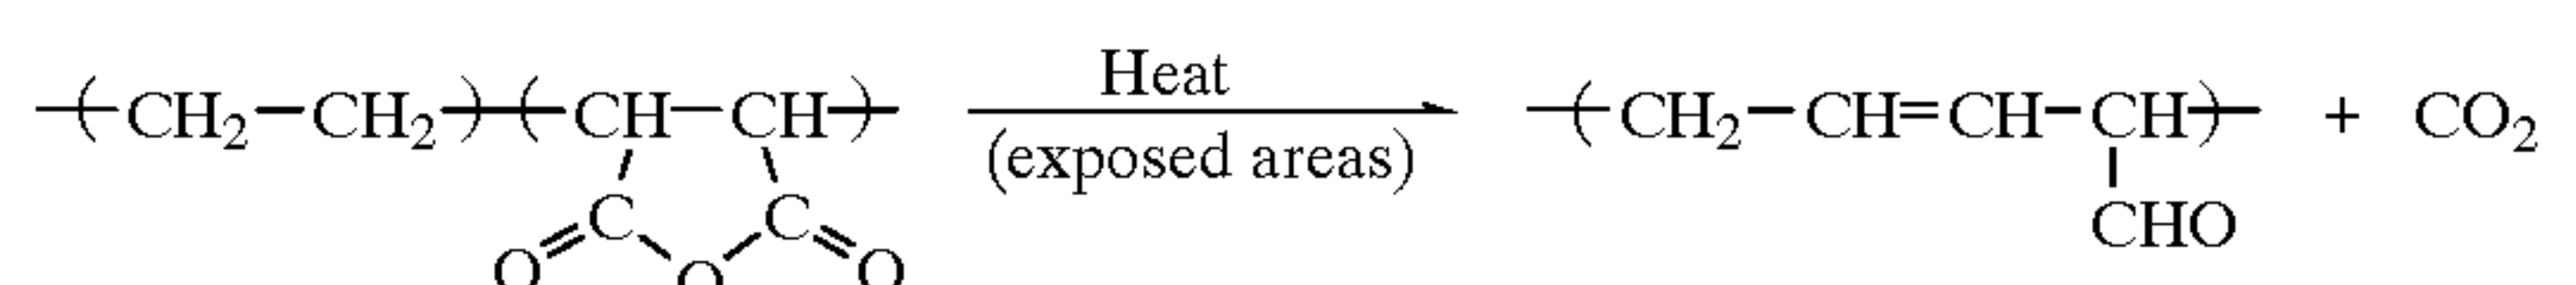 —(CH₂—CH₂)—(CH—CH)— Heat —(CH₂—CH=CH—CH)— + CO₂
(exposed areas)
C C CHO
O O O